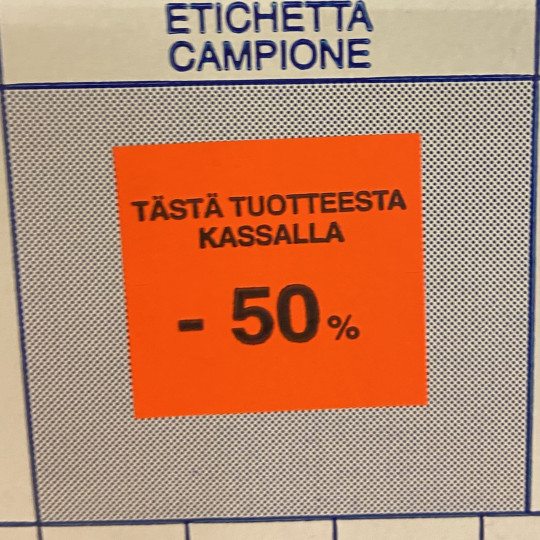 ETICHETTA
CAMPIONE
TÄSTÄ TUOTTEESTA
KASSALLA
- 50 %